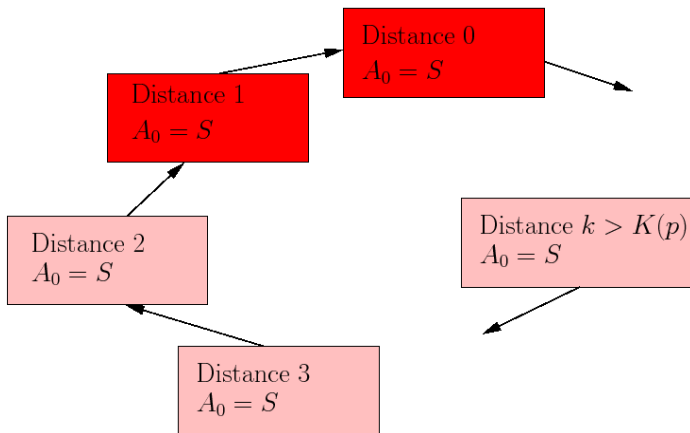 Distance 0
A₀ = S
Distance 1
A₀ = S
Distance 2
A₀ = S
Distance k > K(p)
A₀ = S
Distance 3
A₀ = S